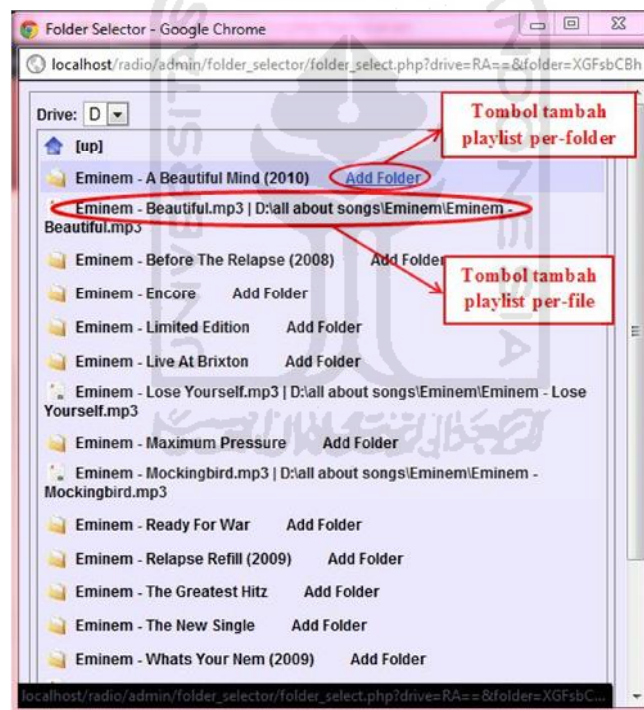 Folder Selector - Google Chrome
localhost/radio/admin/folder_selector/folder_select.php?drive=RA==&folder=XGFsbCBh
Drive: D
Tombol tambah
playlist per-folder
[up]
Eminem - A Beautiful Mind (2010) Add Folder
Eminem - Beautiful.mp3 | D:\all about songs\Eminem\Eminem -
Beautiful.mp3
Eminem - Before The Relapse (2008) Add Folder
Tombol tambah
playlist per-file
Eminem - Encore Add Folder
Eminem - Limited Edition Add Folder
Eminem - Live At Brixton Add Folder
Eminem - Lose Yourself.mp3 | D:\all about songs\Eminem\Eminem - Lose
Yourself.mp3
Eminem - Maximum Pressure Add Folder
Eminem - Mockingbird.mp3 | D:\all about songs\Eminem\Eminem -
Mockingbird.mp3
Eminem - Ready For War Add Folder
Eminem - Relapse Refill (2009) Add Folder
Eminem - The Greatest Hitz Add Folder
Eminem - The New Single Add Folder
Eminem - Whats Your Nem (2009) Add Folder
localhost/radio/admin/folder_selector/folder_select.php?drive=RA==&folder=XGFsbC...